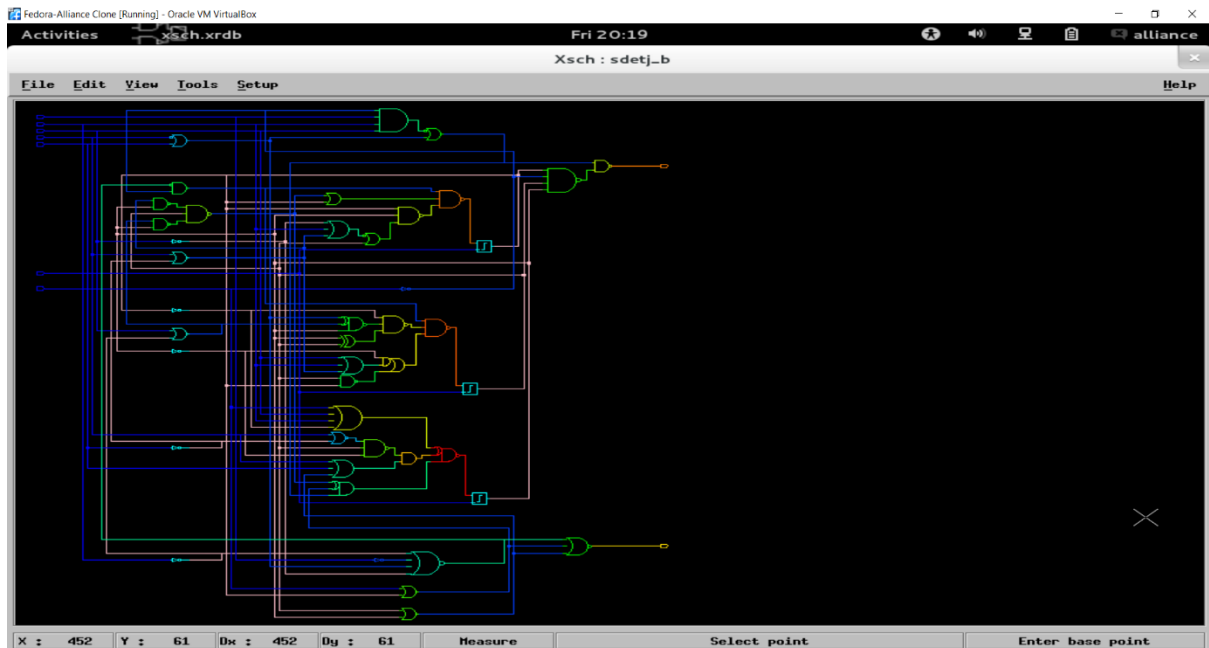 Fedora-Alliance Clone [Running] - Oracle VM VirtualBox
Activities xsch.xrdb Fri 20:19 alliance
Xsch : sdetj_b
File Edit View Tools Setup Help
X : 452 Y : 61 Dx : 452 Dy : 61 Measure Select point Enter base point